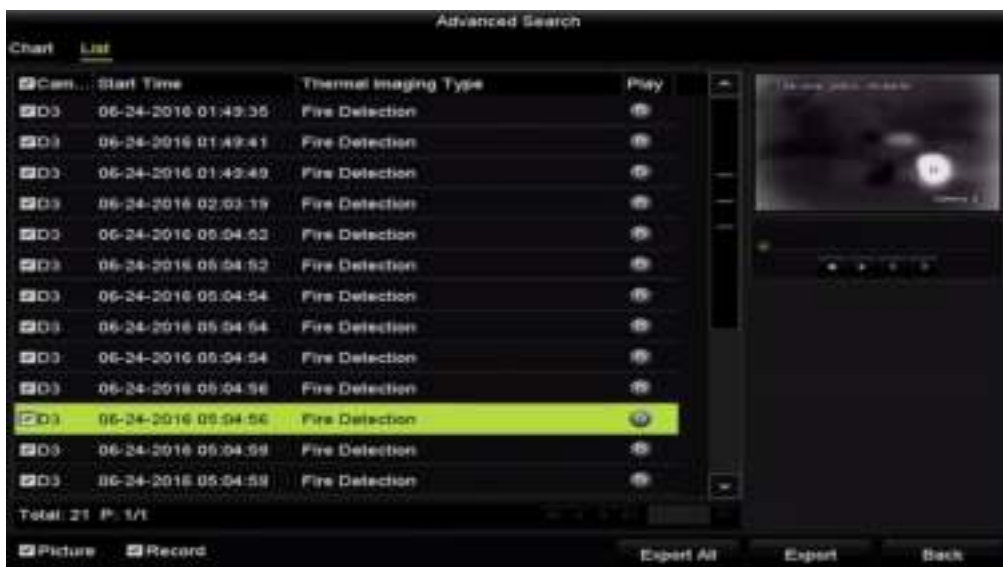 Advanced Search
Chart List
Cam... Start Time Thermal Imaging Type Play
D3 06-24-2016 01:49:35 Fire Detection
D3 06-24-2016 01:49:41 Fire Detection
D3 06-24-2016 01:49:49 Fire Detection
D3 06-24-2016 02:03:19 Fire Detection
D3 06-24-2016 05:04:52 Fire Detection
D3 06-24-2016 05:04:52 Fire Detection
D3 06-24-2016 05:04:54 Fire Detection
D3 06-24-2016 05:04:54 Fire Detection
D3 06-24-2016 05:04:54 Fire Detection
D3 06-24-2016 05:04:56 Fire Detection
D3 06-24-2016 05:04:56 Fire Detection
D3 06-24-2016 05:04:59 Fire Detection
D3 06-24-2016 05:04:59 Fire Detection
Total: 21 P: 1/1
Picture Record Export All Export Back